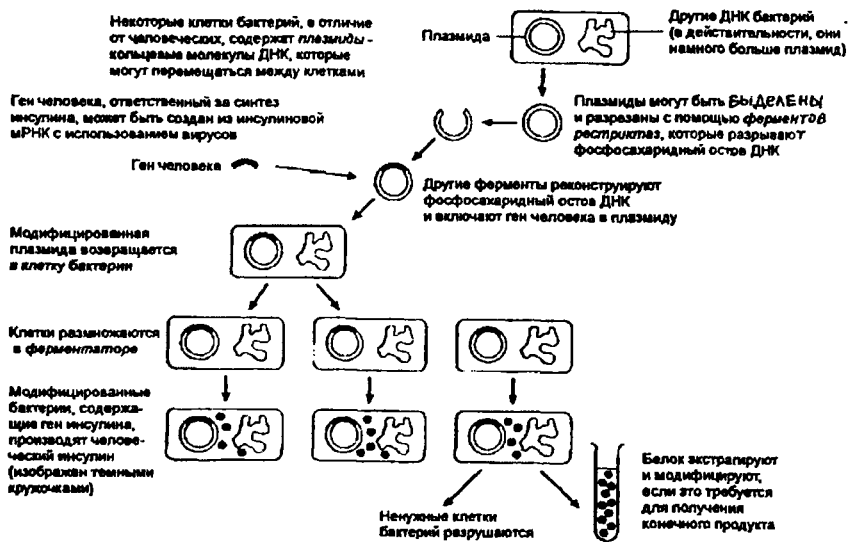 Некоторые клетки бактерий, в отличие
от человеческих, содержат плазмиды -
кольцевые молекулы ДНК, которые
могут перемещаться между клетками
Плазмида
Другие ДНК бактерий
(в действительности, они
намного больше плазмид)
Ген человека, ответственный за синтез
инсулина, может быть создан из инсулиновой
мРНК с использованием вирусов
Плазмиды могут быть ВЫДЕЛЕНЫ
и разрезаны с помощью ферментов
рестриктаз, которые разрывают
фосфосахаридный остов ДНК
Ген человека
Другие ферменты реконструируют
фосфосахаридный остов ДНК
и включают ген человека в плазмиду
Модифицированная
плазмида возвращается
в клетку бактерии
Клетки размножаются
в ферментаторе
Модифицированные
бактерии, содержа-
щие ген инсулина,
производят челове-
ческий инсулин
(изображен темными
кружочками)
Белок экстрагируют
и модифицируют,
если это требуется
для получения
конечного продукта
Ненужные клетки
бактерий разрушаются